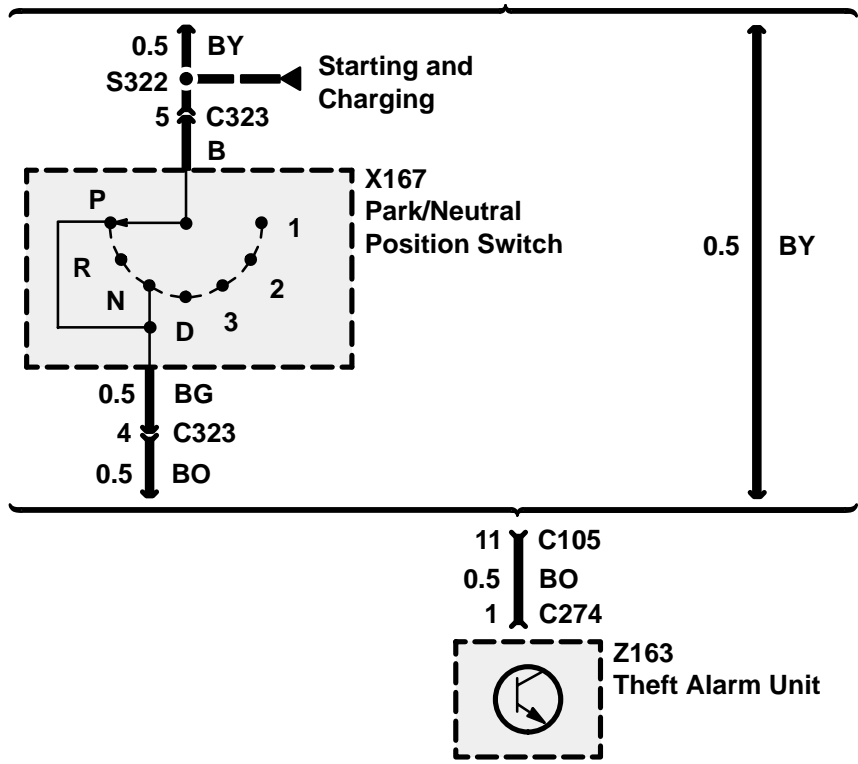 0.5 BY
S322
Starting and
Charging
5 C323
B
X167
Park/Neutral
Position Switch
P
1
R
2
N
3
D
0.5 BY
0.5 BG
4 C323
0.5 BO
11 C105
0.5 BO
1 C274
Z163
Theft Alarm Unit